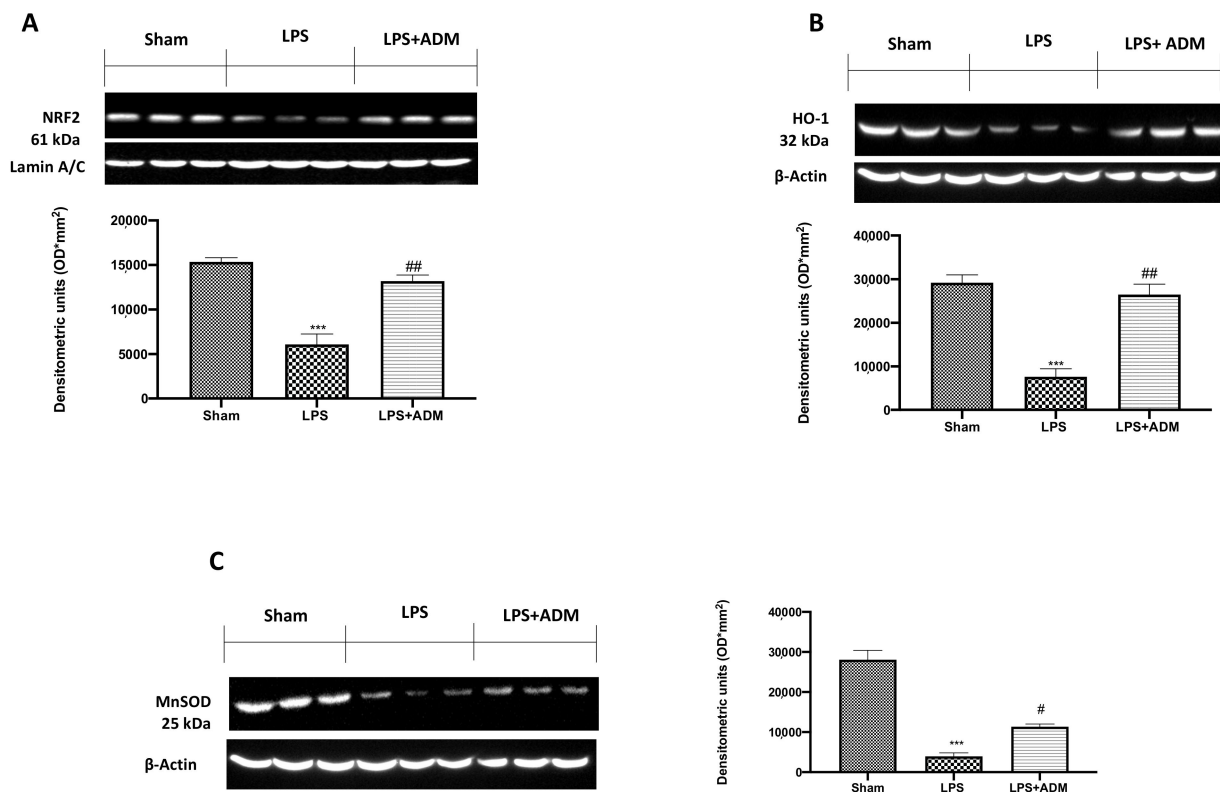 A
Sham LPS LPS+ADM
NRF2
61 kDa
Lamin A/C
Densitometric units (OD*mm²)
20000
15000
10000
5000
0
***
##
Sham LPS LPS+ADM
B
Sham LPS LPS+ ADM
HO-1
32 kDa
β-Actin
Densitometric units (OD*mm²)
40000
30000
20000
10000
0
***
##
Sham LPS LPS+ADM
C
Sham LPS LPS+ADM
MnSOD
25 kDa
β-Actin
Densitometric units (OD*mm²)
40000
30000
20000
10000
0
***
#
Sham LPS LPS+ADM